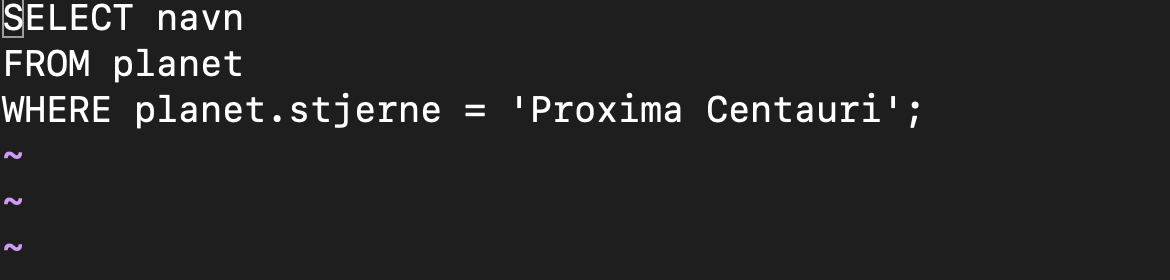 SELECT navn
FROM planet
WHERE planet.stjerne = 'Proxima Centauri';
~
~
~